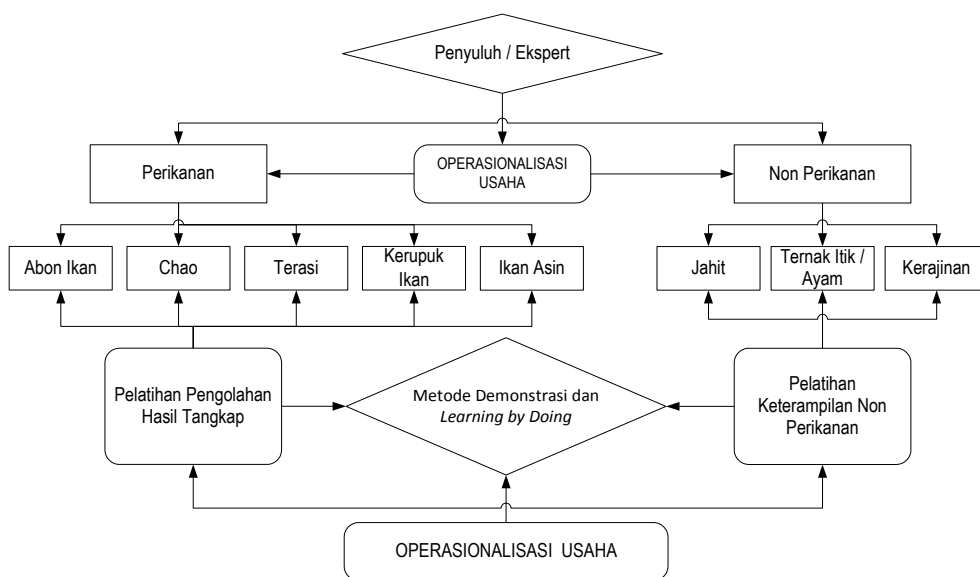 Penyuluh / Ekspert
Perikanan
OPERASIONALISASI
USAHA
Non Perikanan
Abon Ikan
Chao
Terasi
Kerupuk
Ikan
Ikan Asin
Jahit
Ternak Itik /
Ayam
Kerajinan
Pelatihan Pengolahan
Hasil Tangkap
Metode Demonstrasi dan
Learning by Doing
Pelatihan
Keterampilan Non
Perikanan
OPERASIONALISASI USAHA